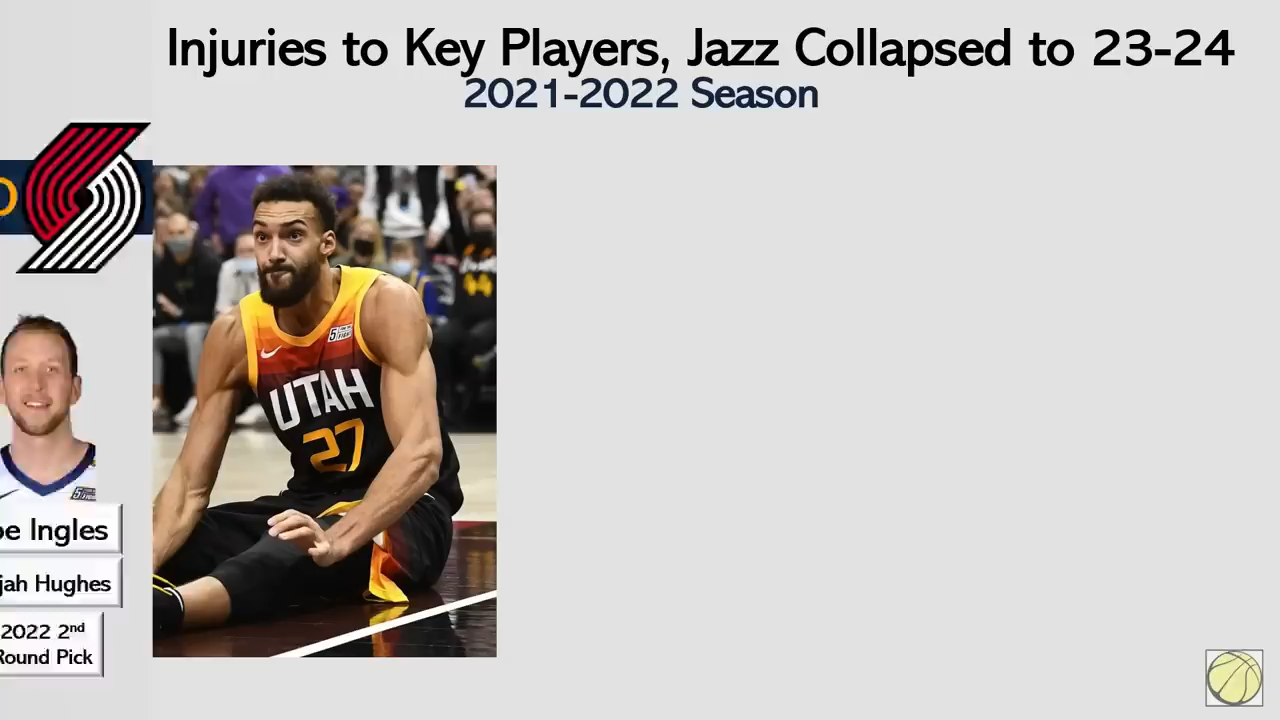 Injuries to Key Players, Jazz Collapsed to 23-24
2021-2022 Season
UTAH
27
44
oe Ingles
jah Hughes
2022 2nd
Round Pick